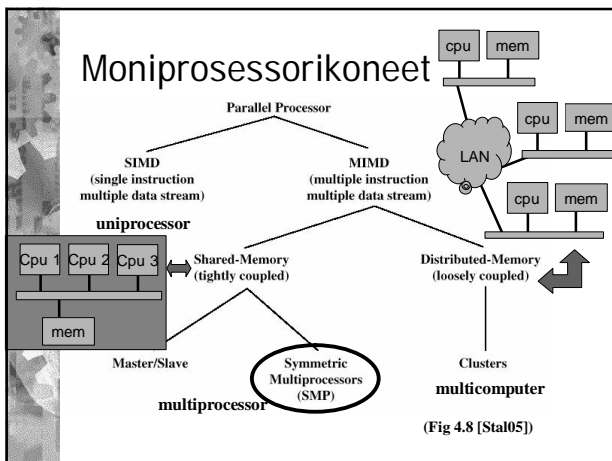 Moniprosessorikoneet
cpu
mem
cpu
mem
LAN
cpu
mem
Parallel Processor
SIMD
(single instruction
multiple data stream)
uniprocessor
MIMD
(multiple instruction
multiple data stream)
Cpu 1
Cpu 2
Cpu 3
mem
Shared-Memory
(tightly coupled)
Distributed-Memory
(loosely coupled)
Master/Slave
Symmetric
Multiprocessors
(SMP)
multiprocessor
Clusters
multicomputer
(Fig 4.8 [Stal05])